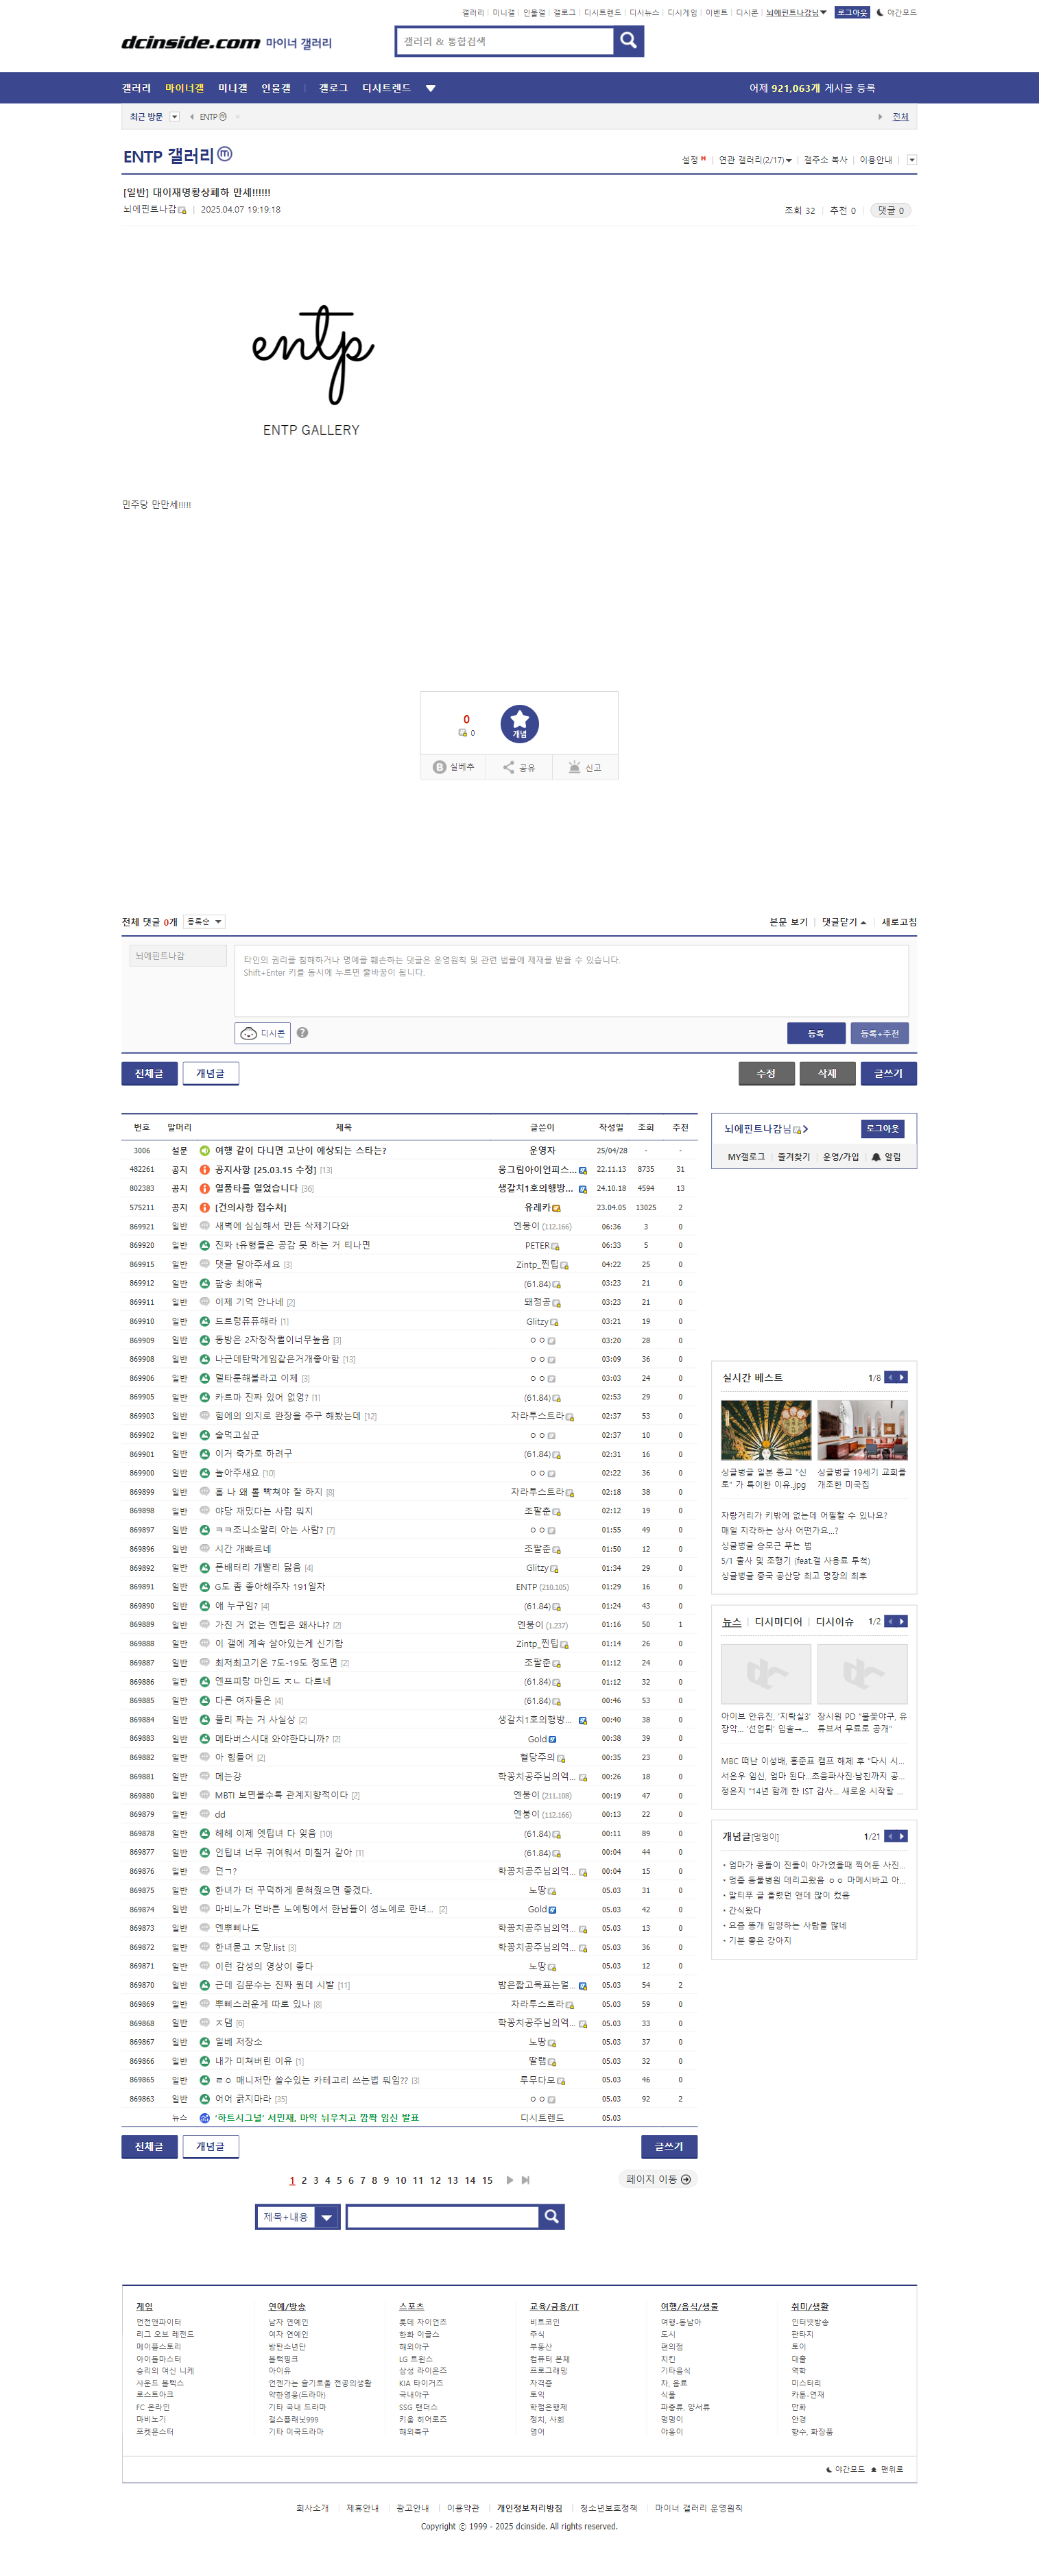 갤러리 | 미니갤 | 인물갤 | 갤로그 | 디시트렌드 | 디시뉴스 | 디시게임 | 이벤트 | 디시콘 | 뇌에핀트나감님 로그아웃 야간모드
dcinside.com 마이너 갤러리
갤러리 & 통합검색
갤러리 마이너갤 미니갤 인물갤 | 갤로그 디시트렌드
어제 921,063개 게시글 등록
최근 방문 ENTP ⓜ 전체
ENTP 갤러리 ⓜ
설정 | 연관 갤러리(2/17) | 갤주소 복사 | 이용안내
[일반] 대이재명황상폐하 만세!!!!!!
뇌에핀트나감 | 2025.04.07 19:19:18
조회 32 | 추천 0 | 댓글 0
entp
ENTP GALLERY
민주당 만만세!!!!!
0
0
개념
실베추 공유 신고
전체 댓글 0개 등록순
본문 보기 | 댓글닫기 | 새로고침
뇌에핀트나감
타인의 권리를 침해하거나 명예를 훼손하는 댓글은 운영원칙 및 관련 법률에 제재를 받을 수 있습니다.
Shift+Enter 키를 동시에 누르면 줄바꿈이 됩니다.
디시콘 ?
등록 등록+추천
전체글 개념글
수정 삭제 글쓰기
번호 말머리 제목 글쓴이 작성일 조회 추천
3006 설문 여행 같이 다니면 고난이 예상되는 스타는? 운영자 25/04/28 - -
482261 공지 공지사항 [25.03.15 수정] [13] 몽그림아이언피스... 22.11.13 8735 31
802383 공지 열품타를 열었습니다 [36] 생갈치1호의행방... 24.10.18 4594 13
575211 공지 [건의사항 접수처] 유레카 23.04.05 13025 2
869921 일반 새벽에 심심해서 만든 삭제기다와 엔붕이 (112.166) 06:36 3 0
869920 일반 진짜 t유형들은 공감 못 하는 거 티나면 PETER 06:33 5 0
869915 일반 댓글 달아주세요 [3] Zintp_찐팁 04:22 25 0
869912 일반 팝송 최애곡 (61.84) 03:23 21 0
869911 일반 이제 기억 안나네 [2] 돼정공 03:23 21 0
869910 일반 드르렁퓨퓨해라 [1] Glitzy 03:21 19 0
869909 일반 동방은 2차창작퀄이너무높음 [3] ㅇㅇ 03:20 28 0
869908 일반 나근데탄막게임같은거개좋아함 [13] ㅇㅇ 03:09 36 0
869906 일반 델타룬해볼라고 이제 [3] ㅇㅇ 03:03 24 0
869905 일반 카르마 진짜 있어 없엉? [1] (61.84) 02:53 29 0
869903 일반 힘에의 의지로 완장을 추구 해봤는데 [12] 자라투스트라 02:37 53 0
869902 일반 술먹고싶군 ㅇㅇ 02:37 10 0
869901 일반 이거 축가로 하려구 (61.84) 02:31 16 0
869900 일반 놀아주새요 [10] ㅇㅇ 02:22 36 0
869899 일반 흠 나 왜 롤 빡쳐야 잘 하지 [8] 자라투스트라 02:18 38 0
869898 일반 야당 재밌다는 사람 뭐지 조팔준 02:12 19 0
869897 일반 ㅋㅋ조니소말리 아는 사람? [7] ㅇㅇ 01:55 49 0
869896 일반 시간 개빠르네 조팔준 01:50 12 0
869892 일반 폰배터리 개빨리 닳음 [4] Glitzy 01:34 29 0
869891 일반 G도 좀 좋아해주자 191일차 ENTP (210.105) 01:29 16 0
869890 일반 얘 누구임? [4] (61.84) 01:24 43 0
869889 일반 가진 거 없는 엔팁은 왜사냐? [2] 엔붕이 (1.237) 01:16 50 1
869888 일반 이 갤에 계속 살아있는게 신기함 Zintp_찐팁 01:14 26 0
869887 일반 최저최고기온 7도-19도 정도면 [2] 조팔준 01:12 24 0
869886 일반 엔프피랑 마인드 ㅈㄴ 다르네 (61.84) 01:12 32 0
869885 일반 다른 여자들은 [4] (61.84) 00:46 53 0
869884 일반 플리 짜는 거 사실상 [2] 생갈치1호의행방... 00:40 38 0
869883 일반 메타버스시대 와야한다니까? [2] Gold 00:38 39 0
869882 일반 아 힘들어 [2] 혈당주의 00:35 23 0
869881 일반 메는걍 학꽁치공주님의역... 00:26 18 0
869880 일반 MBTI 보면볼수록 관계지향적이다 [2] 엔붕이 (211.108) 00:19 47 0
869879 일반 dd 엔붕이 (112.166) 00:13 22 0
869878 일반 헤헤 이제 엣팁녀 다 잊음 [10] (61.84) 00:11 89 0
869877 일반 인팁녀 너무 귀여워서 미칠거 같아 [1] (61.84) 00:04 44 0
869876 일반 던ㄱ? 학꽁치공주님의역... 00:04 15 0
869875 일반 한녀가 더 꾸덕하게 묻혀줬으면 좋겠다. 노땅 05.03 31 0
869874 일반 마비노가 던바튼 노예팅에서 한남들이 성노예로 한녀... [2] Gold 05.03 42 0
869873 일반 엔뿌삐나도 학꽁치공주님의역... 05.03 13 0
869872 일반 한녀묻고 ㅈ망.list [3] 학꽁치공주님의역... 05.03 36 0
869871 일반 이런 감성의 영상이 좋다 노땅 05.03 12 0
869870 일반 근데 김문수는 진짜 뭔데 시발 [11] 밤은짧고목표는멀... 05.03 54 2
869869 일반 뿌삐스러운게 따로 있나 [8] 자라투스트라 05.03 59 0
869868 일반 ㅈ댐 [6] 학꽁치공주님의역... 05.03 33 0
869867 일반 일베 저장소 노땅 05.03 37 0
869866 일반 내가 미쳐버린 이유 [1] 딸램 05.03 32 0
869865 일반 ㄹㅇ 매니저만 쓸수있는 카테고리 쓰는법 뭐임?? [3] 루무다모 05.03 46 0
869863 일반 어어 긁지마라 [35] ㅇㅇ 05.03 92 2
뉴스 '하트시그널' 서민재, 마약 뉘우치고 깜짝 임신 발표 디시트렌드 05.03
전체글 개념글 글쓰기
1 2 3 4 5 6 7 8 9 10 11 12 13 14 15
페이지 이동
제목+내용
뇌에핀트나감님 로그아웃
MY갤로그 | 즐겨찾기 | 운영/가입 | 알림
실시간 베스트 1/8
싱글벙글 일본 종교 "신토" 가 특이한 이유.jpg
싱글벙글 19세기 교회를 개조한 미국집
자랑거리가 키밖에 없는데 어필할 수 있나요?
매일 지각하는 상사 어떤가요...?
싱글벙글 승모근 푸는 법
5/1 출사 및 조행기 (feat.갤 사용료 투척)
싱글벙글 중국 공산당 최고 명장의 최후
뉴스 | 디시미디어 | 디시이슈 1/2
아이브 안유진, '지락실3' 장악... '선업튀' 임솔→...
장시원 PD "불꽃야구, 유튜브서 무료로 공개"
MBC 떠난 이성배, 홍준표 캠프 해체 후 "다시 시...
서은우 임신, 엄마 된다...초음파사진·남친까지 공...
정은지 "14년 함께 한 IST 감사... 새로운 시작할 ...
개념글[멍멍이] 1/21
엄마가 콩돌이 진돌이 아가였을때 찍어둔 사진...
멍줍 동물병원 데리고왔음 ㅇㅇ 마메시바고 아...
말티푸 글 올렸던 앤데 많이 컸음
간식왔다
요즘 똥개 입양하는 사람들 많네
기분 좋은 강아지
게임 연예/방송 스포츠 교육/금융/IT 여행/음식/생물 취미/생활
던전앤파이터 남자 연예인 롯데 자이언츠 비트코인 여행-동남아 인터넷방송
리그 오브 레전드 여자 연예인 한화 이글스 주식 도시 판타지
메이플스토리 방탄소년단 해외야구 부동산 편의점 토이
아이돌마스터 블랙핑크 LG 트윈스 컴퓨터 본체 치킨 대출
승리의 여신 니케 아이유 삼성 라이온즈 프로그래밍 기타음식 역학
사운드 볼텍스 언젠가는 슬기로울 전공의생활 KIA 타이거즈 자격증 차, 음료 미스터리
로스트아크 약한영웅(드라마) 국내야구 토익 식물 카툰-연재
FC 온라인 기타 국내 드라마 SSG 랜더스 학점은행제 파충류, 양서류 만화
마비노기 걸스플래닛999 키움 히어로즈 정치, 사회 멍멍이 안경
포켓몬스터 기타 미국드라마 해외축구 영어 야옹이 향수, 화장품
야간모드 맨위로
회사소개 | 제휴안내 | 광고안내 | 이용약관 | 개인정보처리방침 | 청소년보호정책 | 마이너 갤러리 운영원칙
Copyright ⓒ 1999 - 2025 dcinside. All rights reserved.